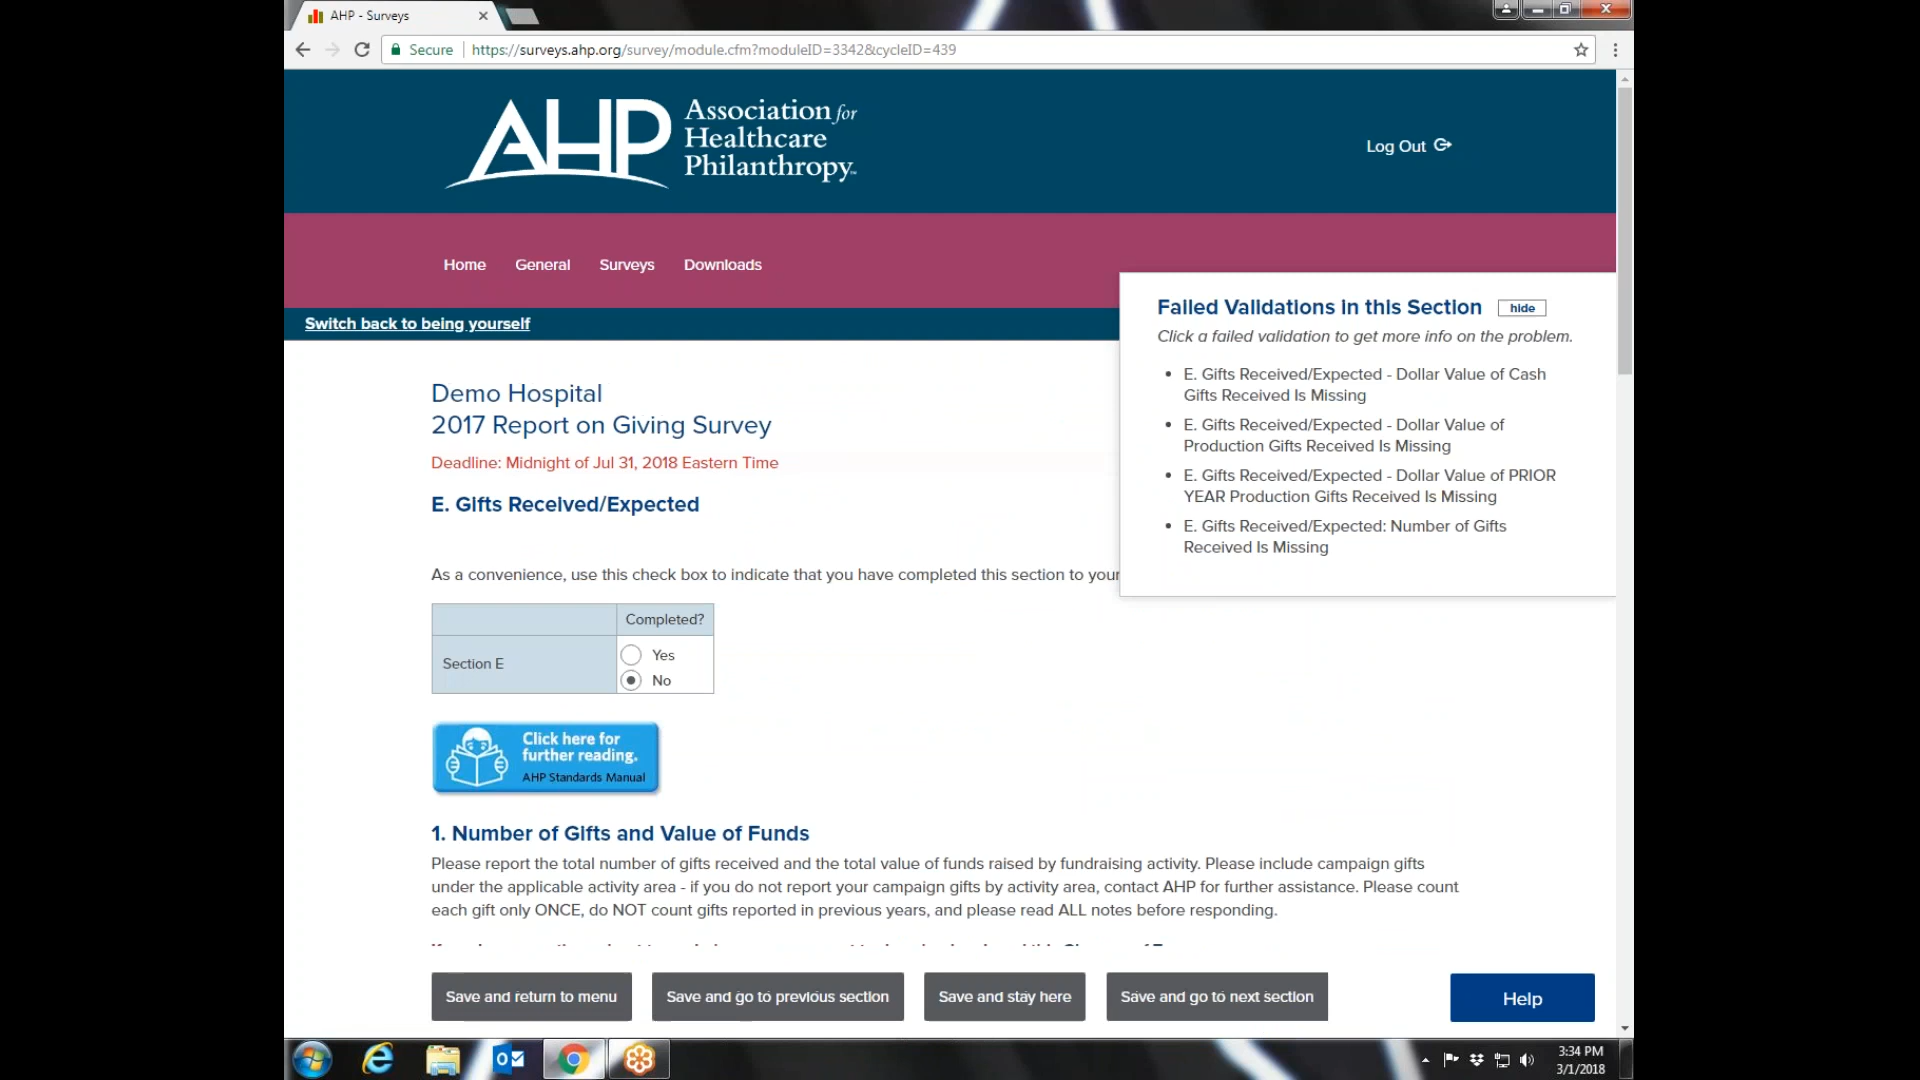 AHP - Surveys
Secure
https://surveys.ahp.org/survey/module.cfm?moduleID=3342&cycleID=439
AHP
Association for
Healthcare
Philanthropy™
Log Out
Home
General
Surveys
Downloads
Switch back to being yourself
Failed Validations in this Section
hide
Click a failed validation to get more info on the problem.
• E. Gifts Received/Expected - Dollar Value of Cash
Gifts Received Is Missing
• E. Gifts Received/Expected - Dollar Value of
Production Gifts Received Is Missing
• E. Gifts Received/Expected - Dollar Value of PRIOR
YEAR Production Gifts Received Is Missing
• E. Gifts Received/Expected: Number of Gifts
Received Is Missing
Demo Hospital
2017 Report on Giving Survey
Deadline: Midnight of Jul 31, 2018 Eastern Time
E. Gifts Received/Expected
As a convenience, use this check box to indicate that you have completed this section to your
Completed?
Section E
Yes
No
Click here for
further reading.
AHP Standards Manual
1. Number of Gifts and Value of Funds
Please report the total number of gifts received and the total value of funds raised by fundraising activity. Please include campaign gifts
under the applicable activity area - if you do not report your campaign gifts by activity area, contact AHP for further assistance. Please count
each gift only ONCE, do NOT count gifts reported in previous years, and please read ALL notes before responding.
Save and return to menu
Save and go to previous section
Save and stay here
Save and go to next section
Help
3:34 PM
3/1/2018